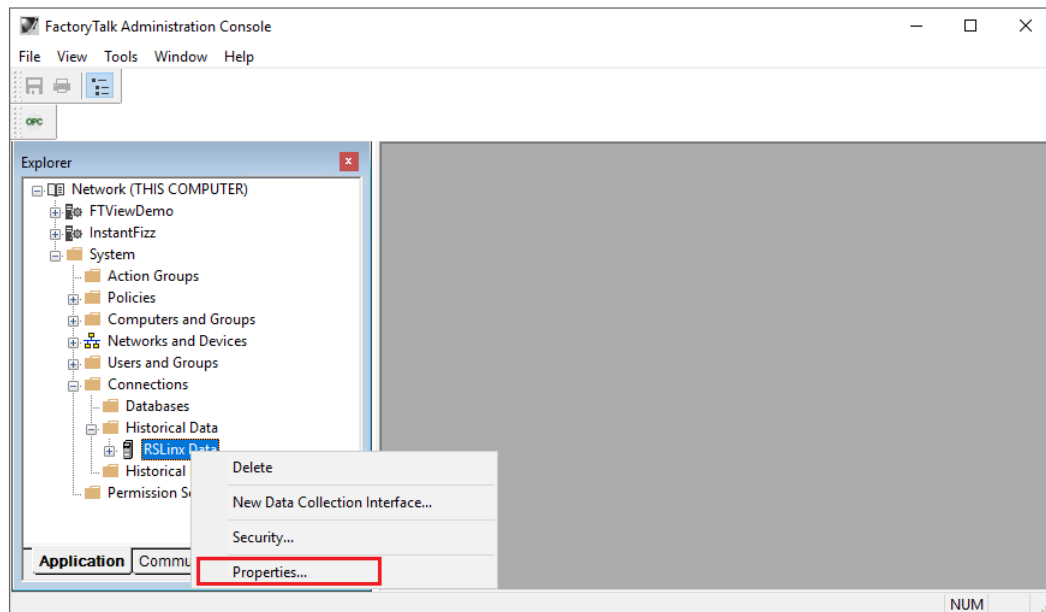 FactoryTalk Administration Console
File View Tools Window Help
OPC
Explorer
x
Network (THIS COMPUTER)
FTViewDemo
InstantFizz
System
Action Groups
Policies
Computers and Groups
Networks and Devices
Users and Groups
Connections
Databases
Historical Data
RSLinx Data
Historical
Permission S
Delete
New Data Collection Interface...
Security...
Properties...
Application Commu
NUM